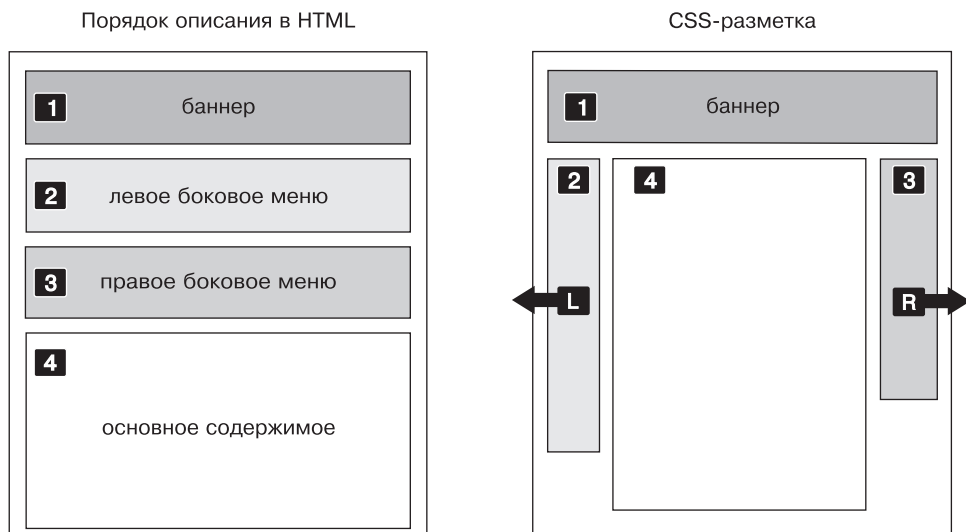 Порядок описания в HTML
1 баннер
2 левое боковое меню
3 правое боковое меню
4
основное содержимое
CSS-разметка
1 баннер
2 4 3
L R